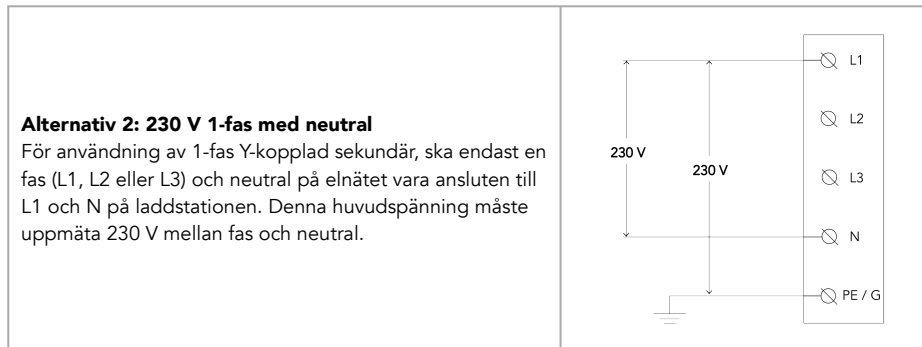 Alternativ 2: 230 V 1-fas med neutral
För användning av 1-fas Y-kopplad sekundär, ska endast en
fas (L1, L2 eller L3) och neutral på elnätet vara ansluten till
L1 och N på laddstationen. Denna huvudspänning måste
uppmäta 230 V mellan fas och neutral.
L1
L2
230 V
230 V
L3
N
PE / G